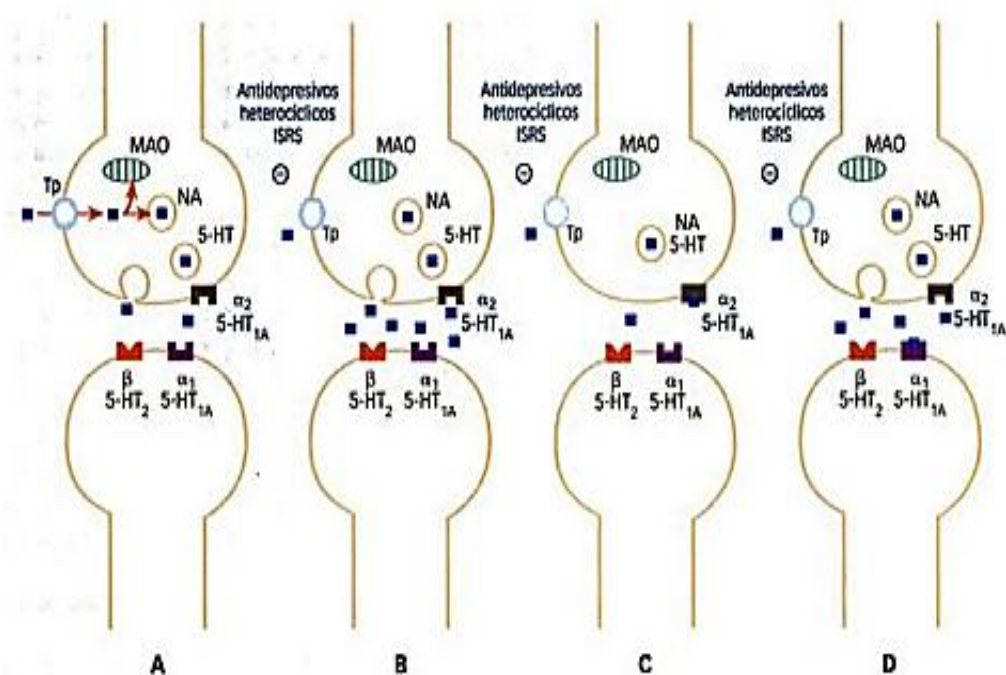 MAO
Tp
NA
5-HT
α2
5-HT1A
β
α1
5-HT2
5-HT1A
A
Antidepresivos
heterocíclicos
ISRS
MAO
Tp
NA
5-HT
α2
5-HT1A
β
α1
5-HT2
5-HT1A
B
Antidepresivos
heterocíclicos
ISRS
MAO
Tp
NA
5-HT
α2
5-HT1A
β
α1
5-HT2
5-HT1A
C
Antidepresivos
heterocíclicos
ISRS
MAO
Tp
NA
5-HT
α2
5-HT1A
β
α1
5-HT2
5-HT1A
D